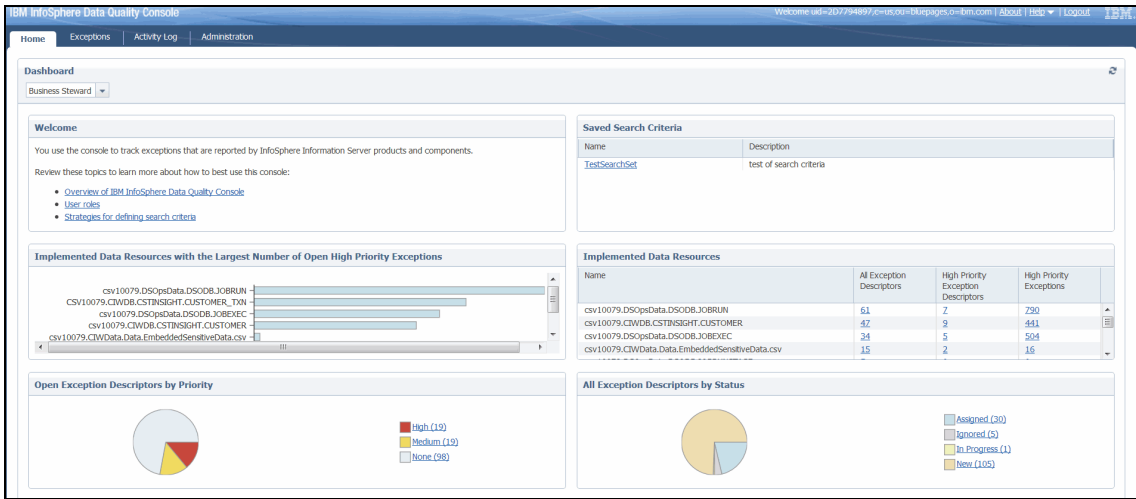 IBM InfoSphere Data Quality Console
Welcome uid=2D7794897,c=us,ou=bluepages,o=ibm.com | About | Help | Logout
IBM.
Home Exceptions Activity Log Administration
Dashboard
Business Steward
Welcome
You use the console to track exceptions that are reported by InfoSphere Information Server products and components.
Review these topics to learn more about how to best use this console:
Overview of IBM InfoSphere Data Quality Console
User roles
Strategies for defining search criteria
Saved Search Criteria
Name Description
TestSearchSet test of search criteria
Implemented Data Resources with the Largest Number of Open High Priority Exceptions
csv10079.DSOpsData.DSODB.JOBRUN
CSV10079.CIWDB.CSTINSIGHT.CUSTOMER_TXN
csv10079.DSOpsData.DSODB.JOBEXEC
csv10079.CIWDB.CSTINSIGHT.CUSTOMER
csv10079.CIWData.Data.EmbeddedSensitiveData.csv
Implemented Data Resources
Name All Exception Descriptors High Priority Exception Descriptors High Priority Exceptions
csv10079.DSOpsData.DSODB.JOBRUN 61 7 790
csv10079.CIWDB.CSTINSIGHT.CUSTOMER 47 9 441
csv10079.DSOpsData.DSODB.JOBEXEC 34 5 504
csv10079.CIWData.Data.EmbeddedSensitiveData.csv 15 2 16
Open Exception Descriptors by Priority
High (19)
Medium (19)
None (98)
All Exception Descriptors by Status
Assigned (30)
Ignored (5)
In Progress (1)
New (105)